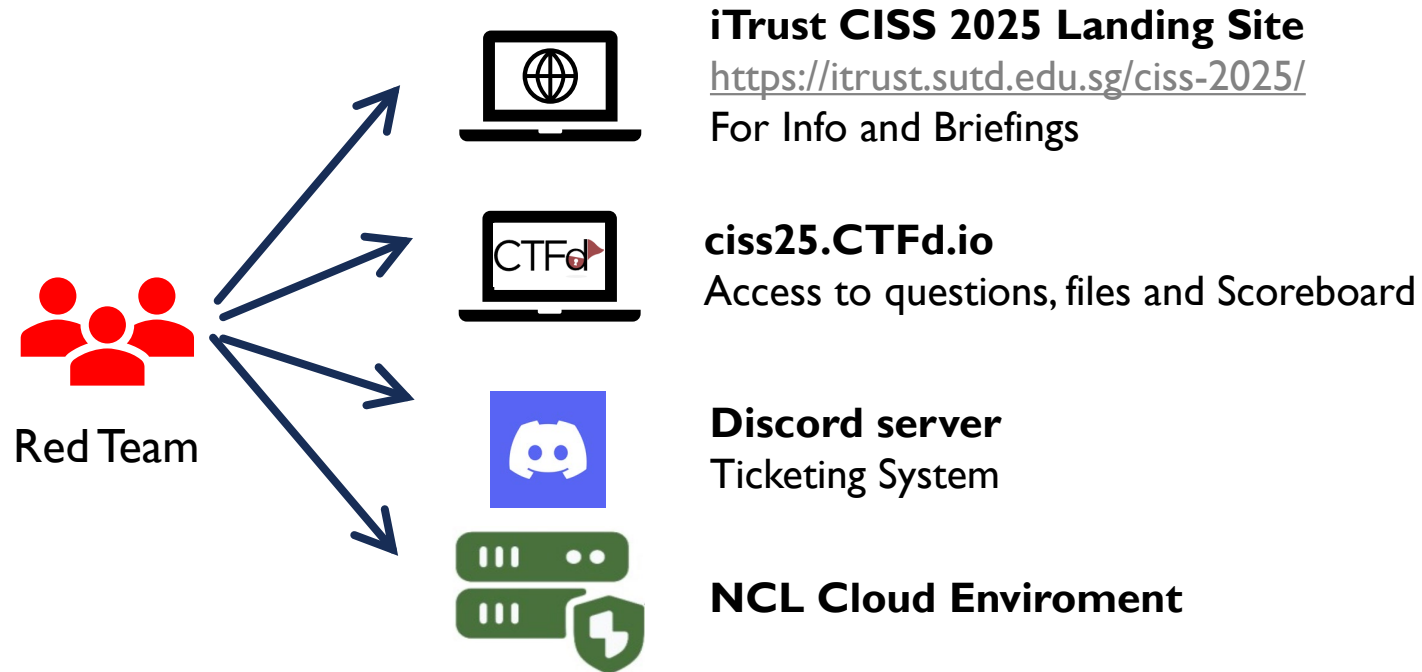 iTrust CISS 2025 Landing Site
https://itrust.sutd.edu.sg/ciss-2025/
For Info and Briefings
CTFd
ciss25.CTFd.io
Access to questions, files and Scoreboard
Red Team
Discord server
Ticketing System
NCL Cloud Enviroment